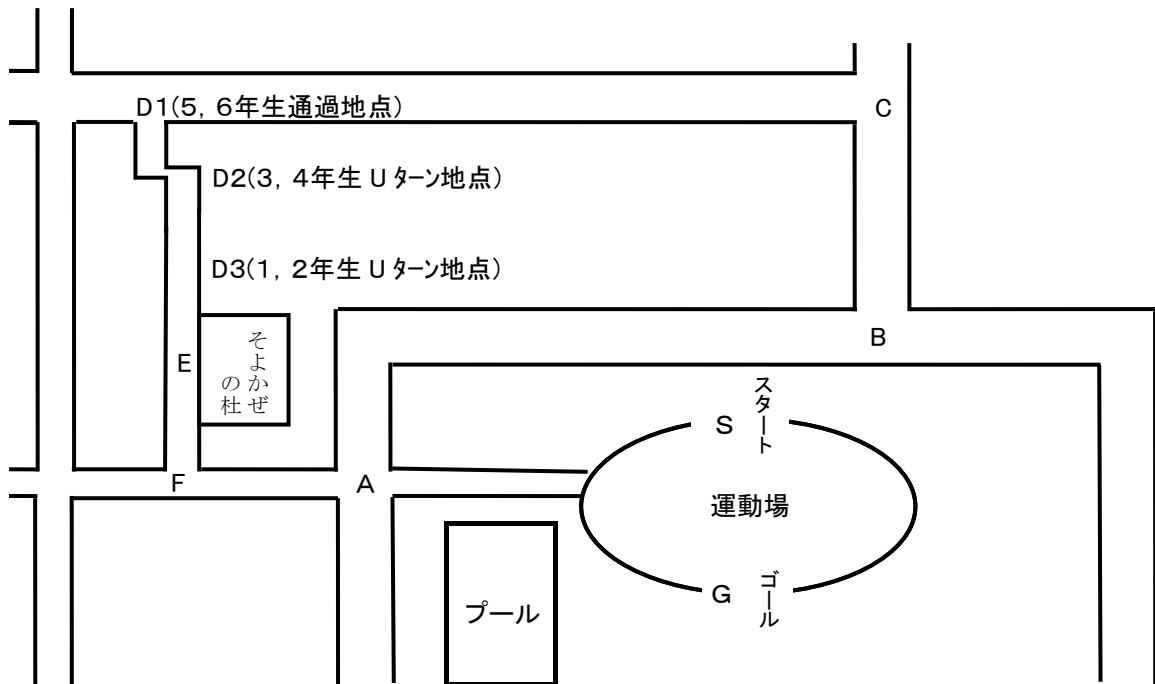 D1(5, 6年生通過地点)
C
D2(3, 4年生Uターン地点)
D3(1, 2年生Uターン地点)
B
E
そよかぜ
の杜
スタート
S
F
A
運動場
G
ゴール
プール